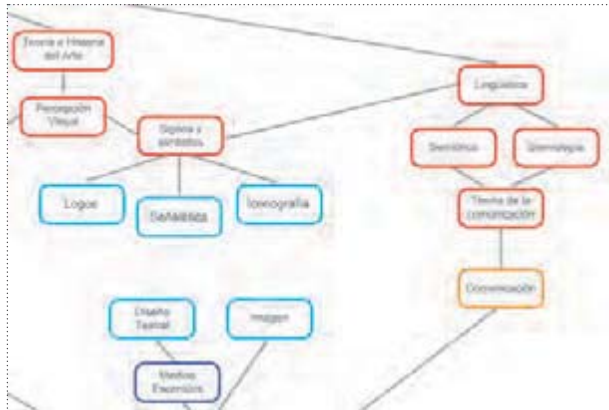 Teoría e Historia
del Arte
Lingüística
Percepción
Visual
Signos y
símbolos
Semiótica
Semiología
Logos
Señalética
Iconografía
Teoría de la
comunicación
Comunicación
Diseño
Textual
Imagen
Medios